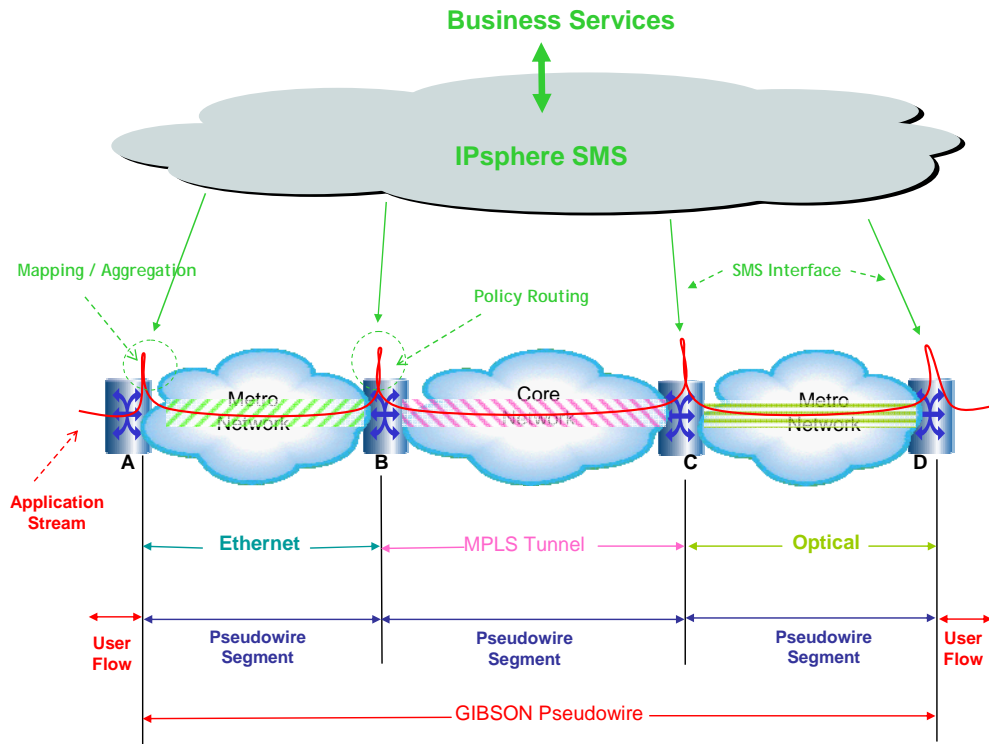 Business Services
IPsphere SMS
Mapping / Aggregation
SMS Interface
Policy Routing
Metro
Network
Core
Network
Metro
Network
A
B
C
D
Application
Stream
Ethernet
MPLS Tunnel
Optical
User
Flow
Pseudowire
Segment
Pseudowire
Segment
Pseudowire
Segment
User
Flow
GIBSON Pseudowire